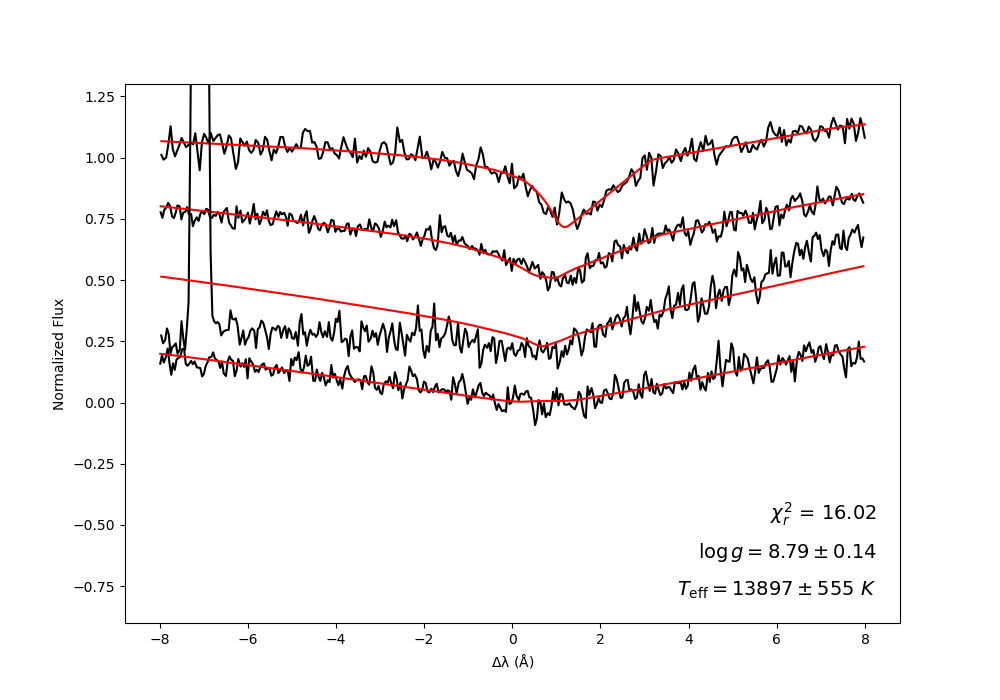 1.25
1.00
0.75
0.50
0.25
0.00
−0.25
−0.50
−0.75
Normalized Flux
χ²ᵣ = 16.02
log g = 8.79 ± 0.14
T_eff = 13897 ± 555 K
−8 −6 −4 −2 0 2 4 6 8
Δλ (Å)